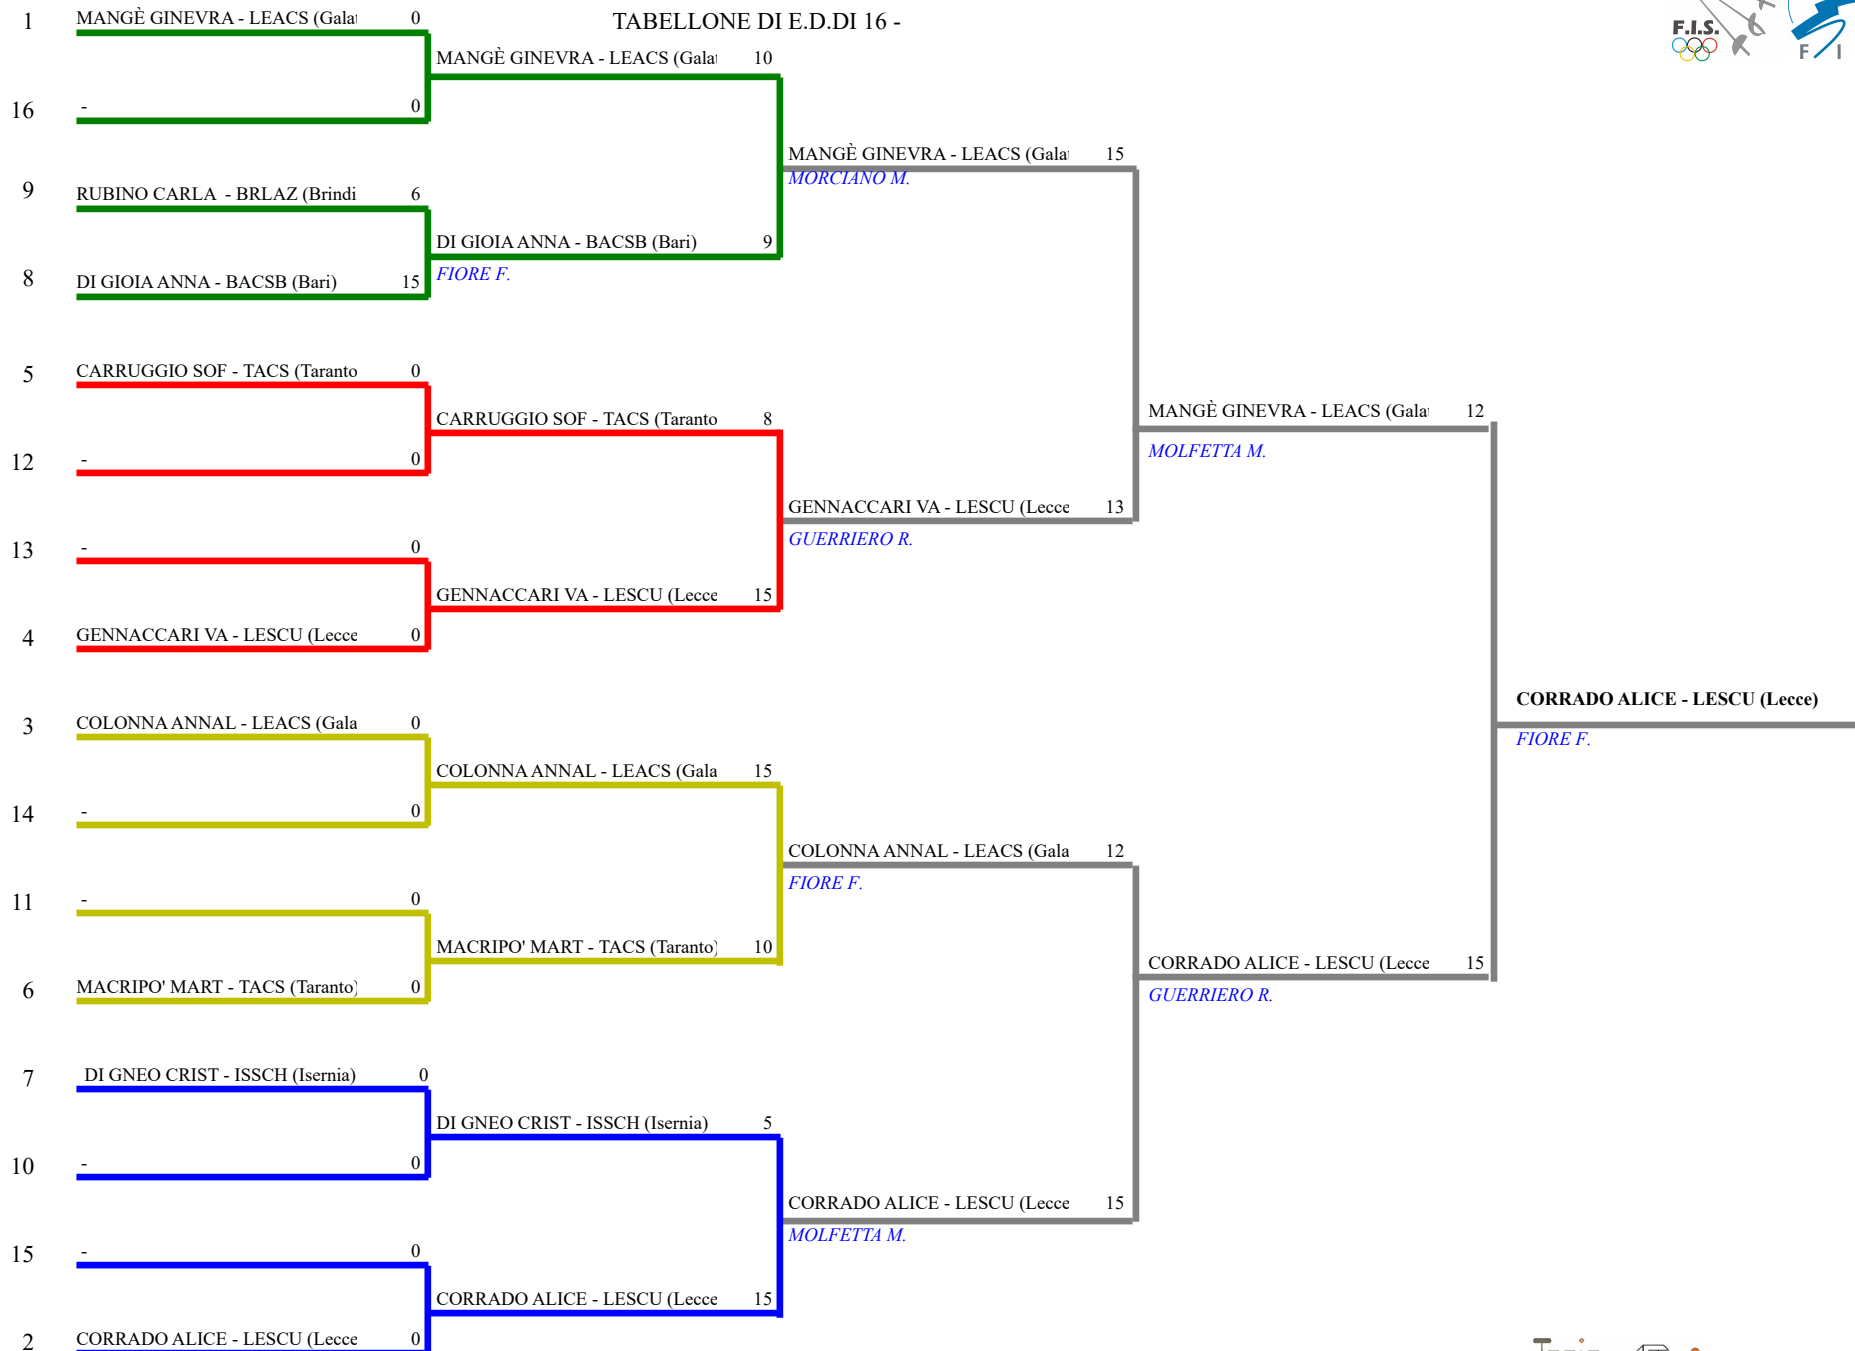 TABELLONE DI E.D.DI 16 -
F.I.S.
F I
1 MANGÈ GINEVRA - LEACS (Gala 0
MANGÈ GINEVRA - LEACS (Gala 10
16 - 0
MANGÈ GINEVRA - LEACS (Gala 15
MORCIANO M.
9 RUBINO CARLA - BRLAZ (Brindi 6
DI GIOIA ANNA - BACSB (Bari) 9
FIORE F.
8 DI GIOIA ANNA - BACSB (Bari) 15
5 CARRUGGIO SOF - TACS (Taranto 0
CARRUGGIO SOF - TACS (Taranto 8
MANGÈ GINEVRA - LEACS (Gala 12
MOLFETTA M.
12 - 0
GENNACCARI VA - LESCU (Lecce 13
GUERRIERO R.
13 - 0
GENNACCARI VA - LESCU (Lecce 15
4 GENNACCARI VA - LESCU (Lecce 0
CORRADO ALICE - LESCU (Lecce)
FIORE F.
3 COLONNA ANNAL - LEACS (Gala 0
COLONNA ANNAL - LEACS (Gala 15
14 - 0
COLONNA ANNAL - LEACS (Gala 12
FIORE F.
11 - 0
MACRIPO' MART - TACS (Taranto) 10
CORRADO ALICE - LESCU (Lecce 15
GUERRIERO R.
6 MACRIPO' MART - TACS (Taranto) 0
7 DI GNEO CRIST - ISSCH (Isernia) 0
DI GNEO CRIST - ISSCH (Isernia) 5
10 - 0
CORRADO ALICE - LESCU (Lecce 15
MOLFETTA M.
15 - 0
CORRADO ALICE - LESCU (Lecce 15
2 CORRADO ALICE - LESCU (Lecce 0